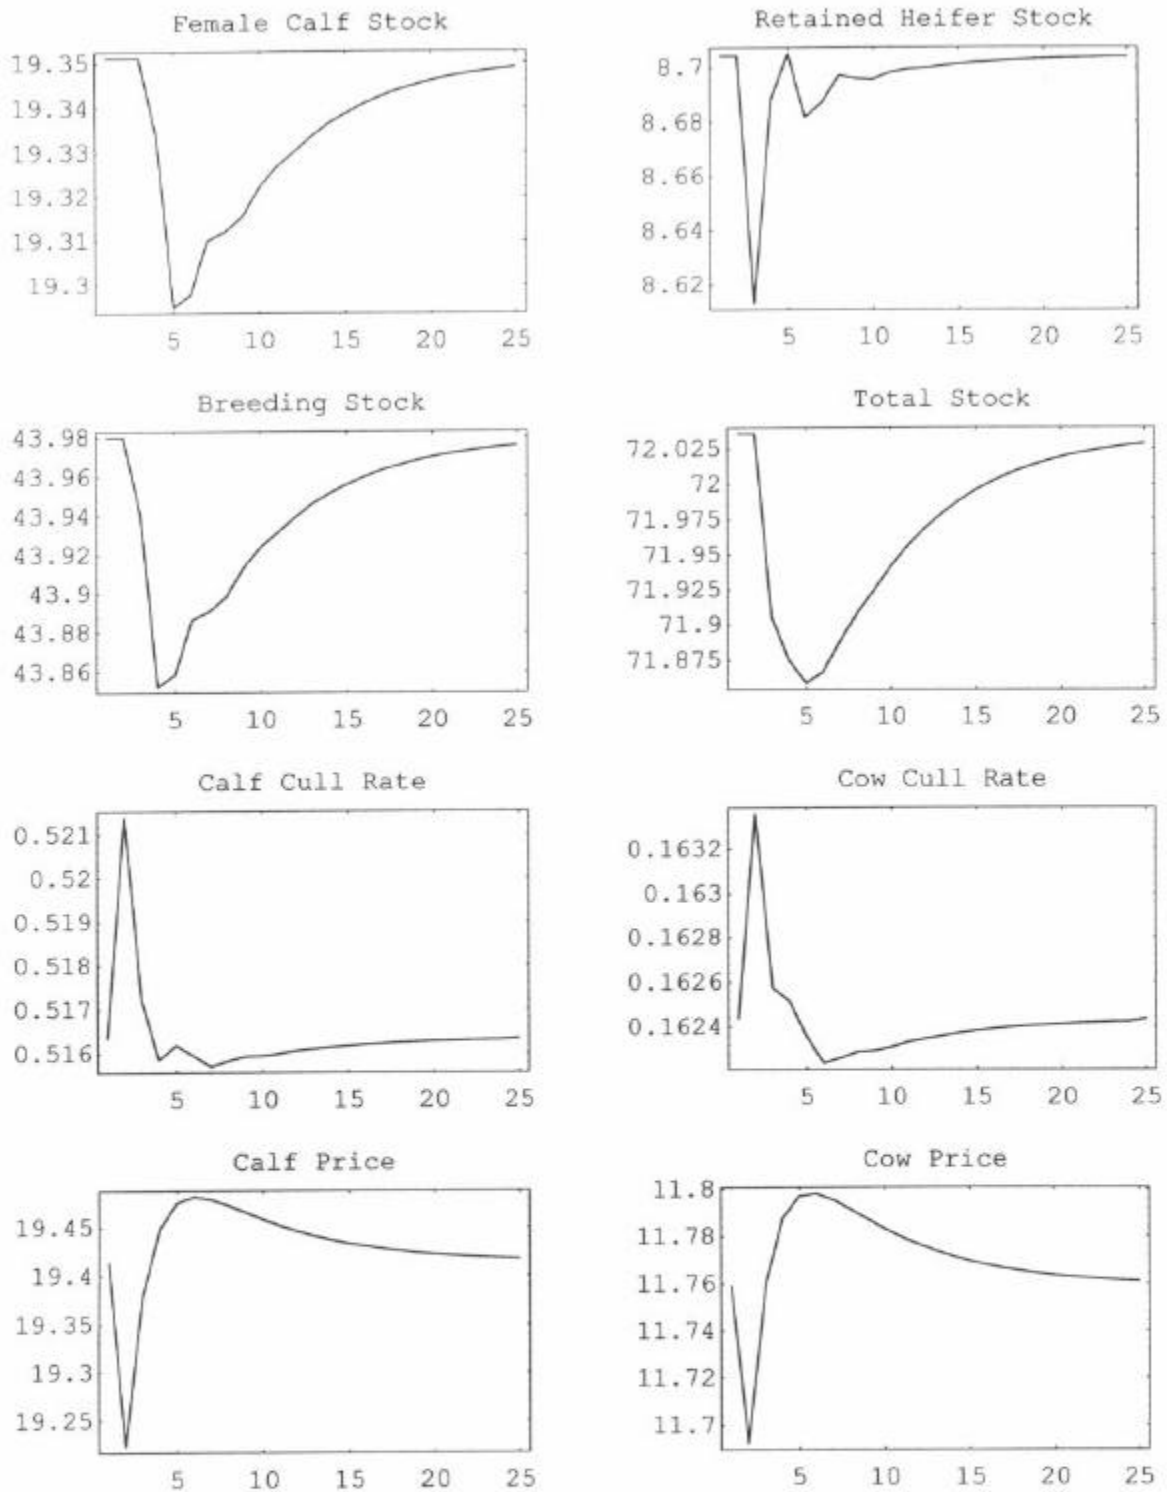 Female Calf Stock
19.35
19.34
19.33
19.32
19.31
19.3
5 10 15 20 25
Retained Heifer Stock
8.7
8.68
8.66
8.64
8.62
5 10 15 20 25
Breeding Stock
43.98
43.96
43.94
43.92
43.9
43.88
43.86
5 10 15 20 25
Total Stock
72.025
72
71.975
71.95
71.925
71.9
71.875
5 10 15 20 25
Calf Cull Rate
0.521
0.52
0.519
0.518
0.517
0.516
5 10 15 20 25
Cow Cull Rate
0.1632
0.163
0.1628
0.1626
0.1624
5 10 15 20 25
Calf Price
19.45
19.4
19.35
19.3
19.25
5 10 15 20 25
Cow Price
11.8
11.78
11.76
11.74
11.72
11.7
5 10 15 20 25